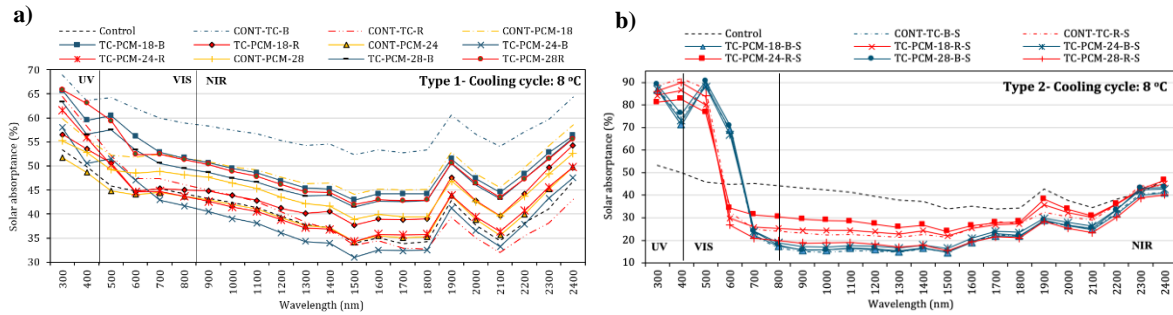 a)
Control
CONT-TC-B
CONT-TC-R
CONT-PCM-18
TC-PCM-18-B
TC-PCM-18-R
CONT-PCM-24
TC-PCM-24-B
TC-PCM-24-R
CONT-PCM-28
TC-PCM-28-B
TC-PCM-28R
UV
VIS
NIR
Type 1- Cooling cycle: 8 ºC
Solar absorptance (%)
70
65
60
55
50
45
40
35
30
300 400 500 600 700 800 900 1000 1100 1200 1300 1400 1500 1600 1700 1800 1900 2000 2100 2200 2300 2400
Wavelength (nm)
b)
Control
CONT-TC-B-S
CONT-TC-R-S
TC-PCM-18-B-S
TC-PCM-18-R-S
TC-PCM-24-B-S
TC-PCM-24-R-S
TC-PCM-28-B-S
TC-PCM-28-R-S
Type 2- Cooling cycle: 8 ºC
Solar absorptance (%)
90
80
70
60
50
40
30
20
10
UV
VIS
NIR
300 400 500 600 700 800 900 1000 1100 1200 1300 1400 1500 1600 1700 1800 1900 2000 2100 2200 2300 2400
Wavelength (nm)